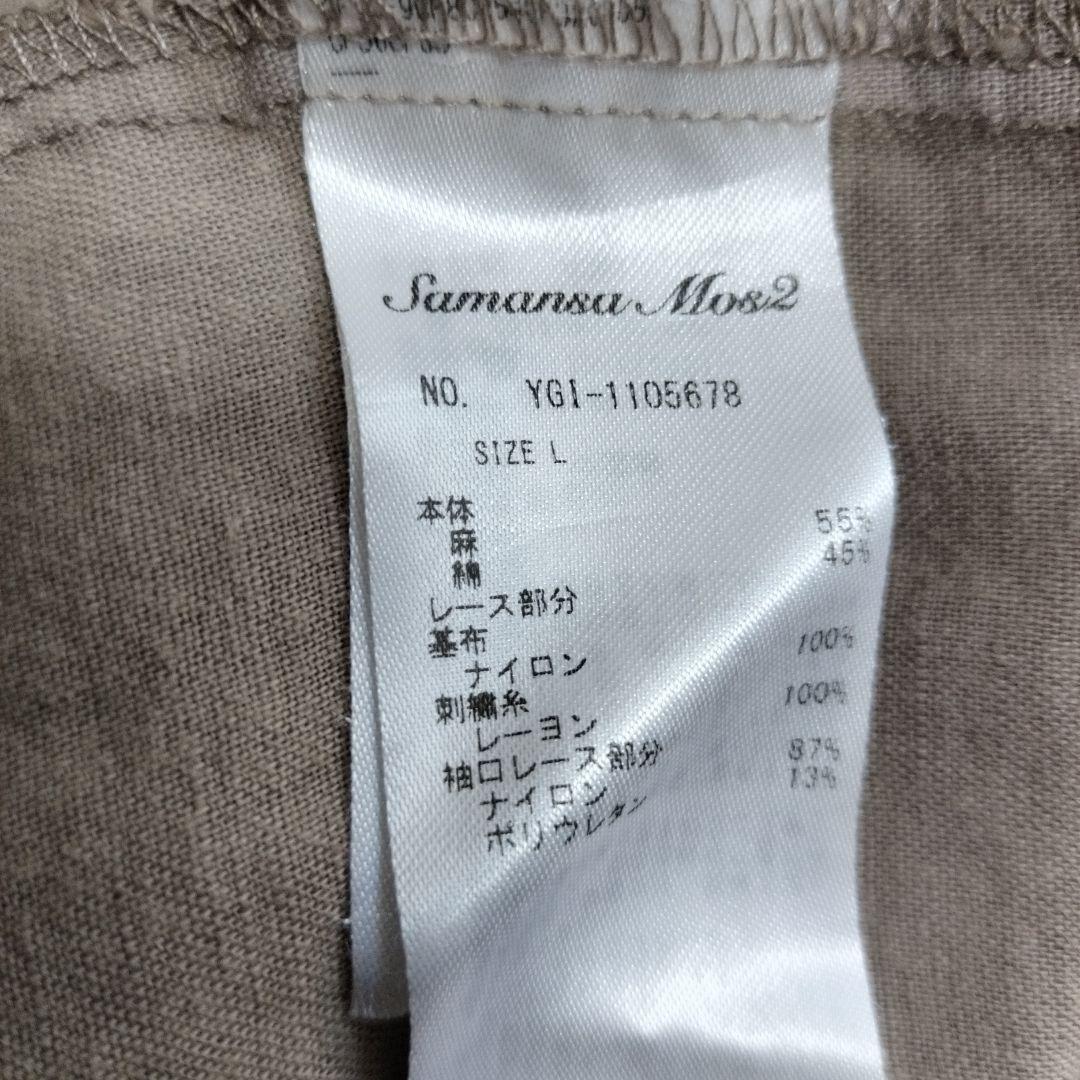 Samansa Mos2
NO. YGI-1105678
SIZE L
本体
麻 55%
綿 45%
レース部分
基布
ナイロン 100%
刺繍糸
レーヨン 100%
袖口レース部分
ナイロン 87%
ポリウレタン 13%